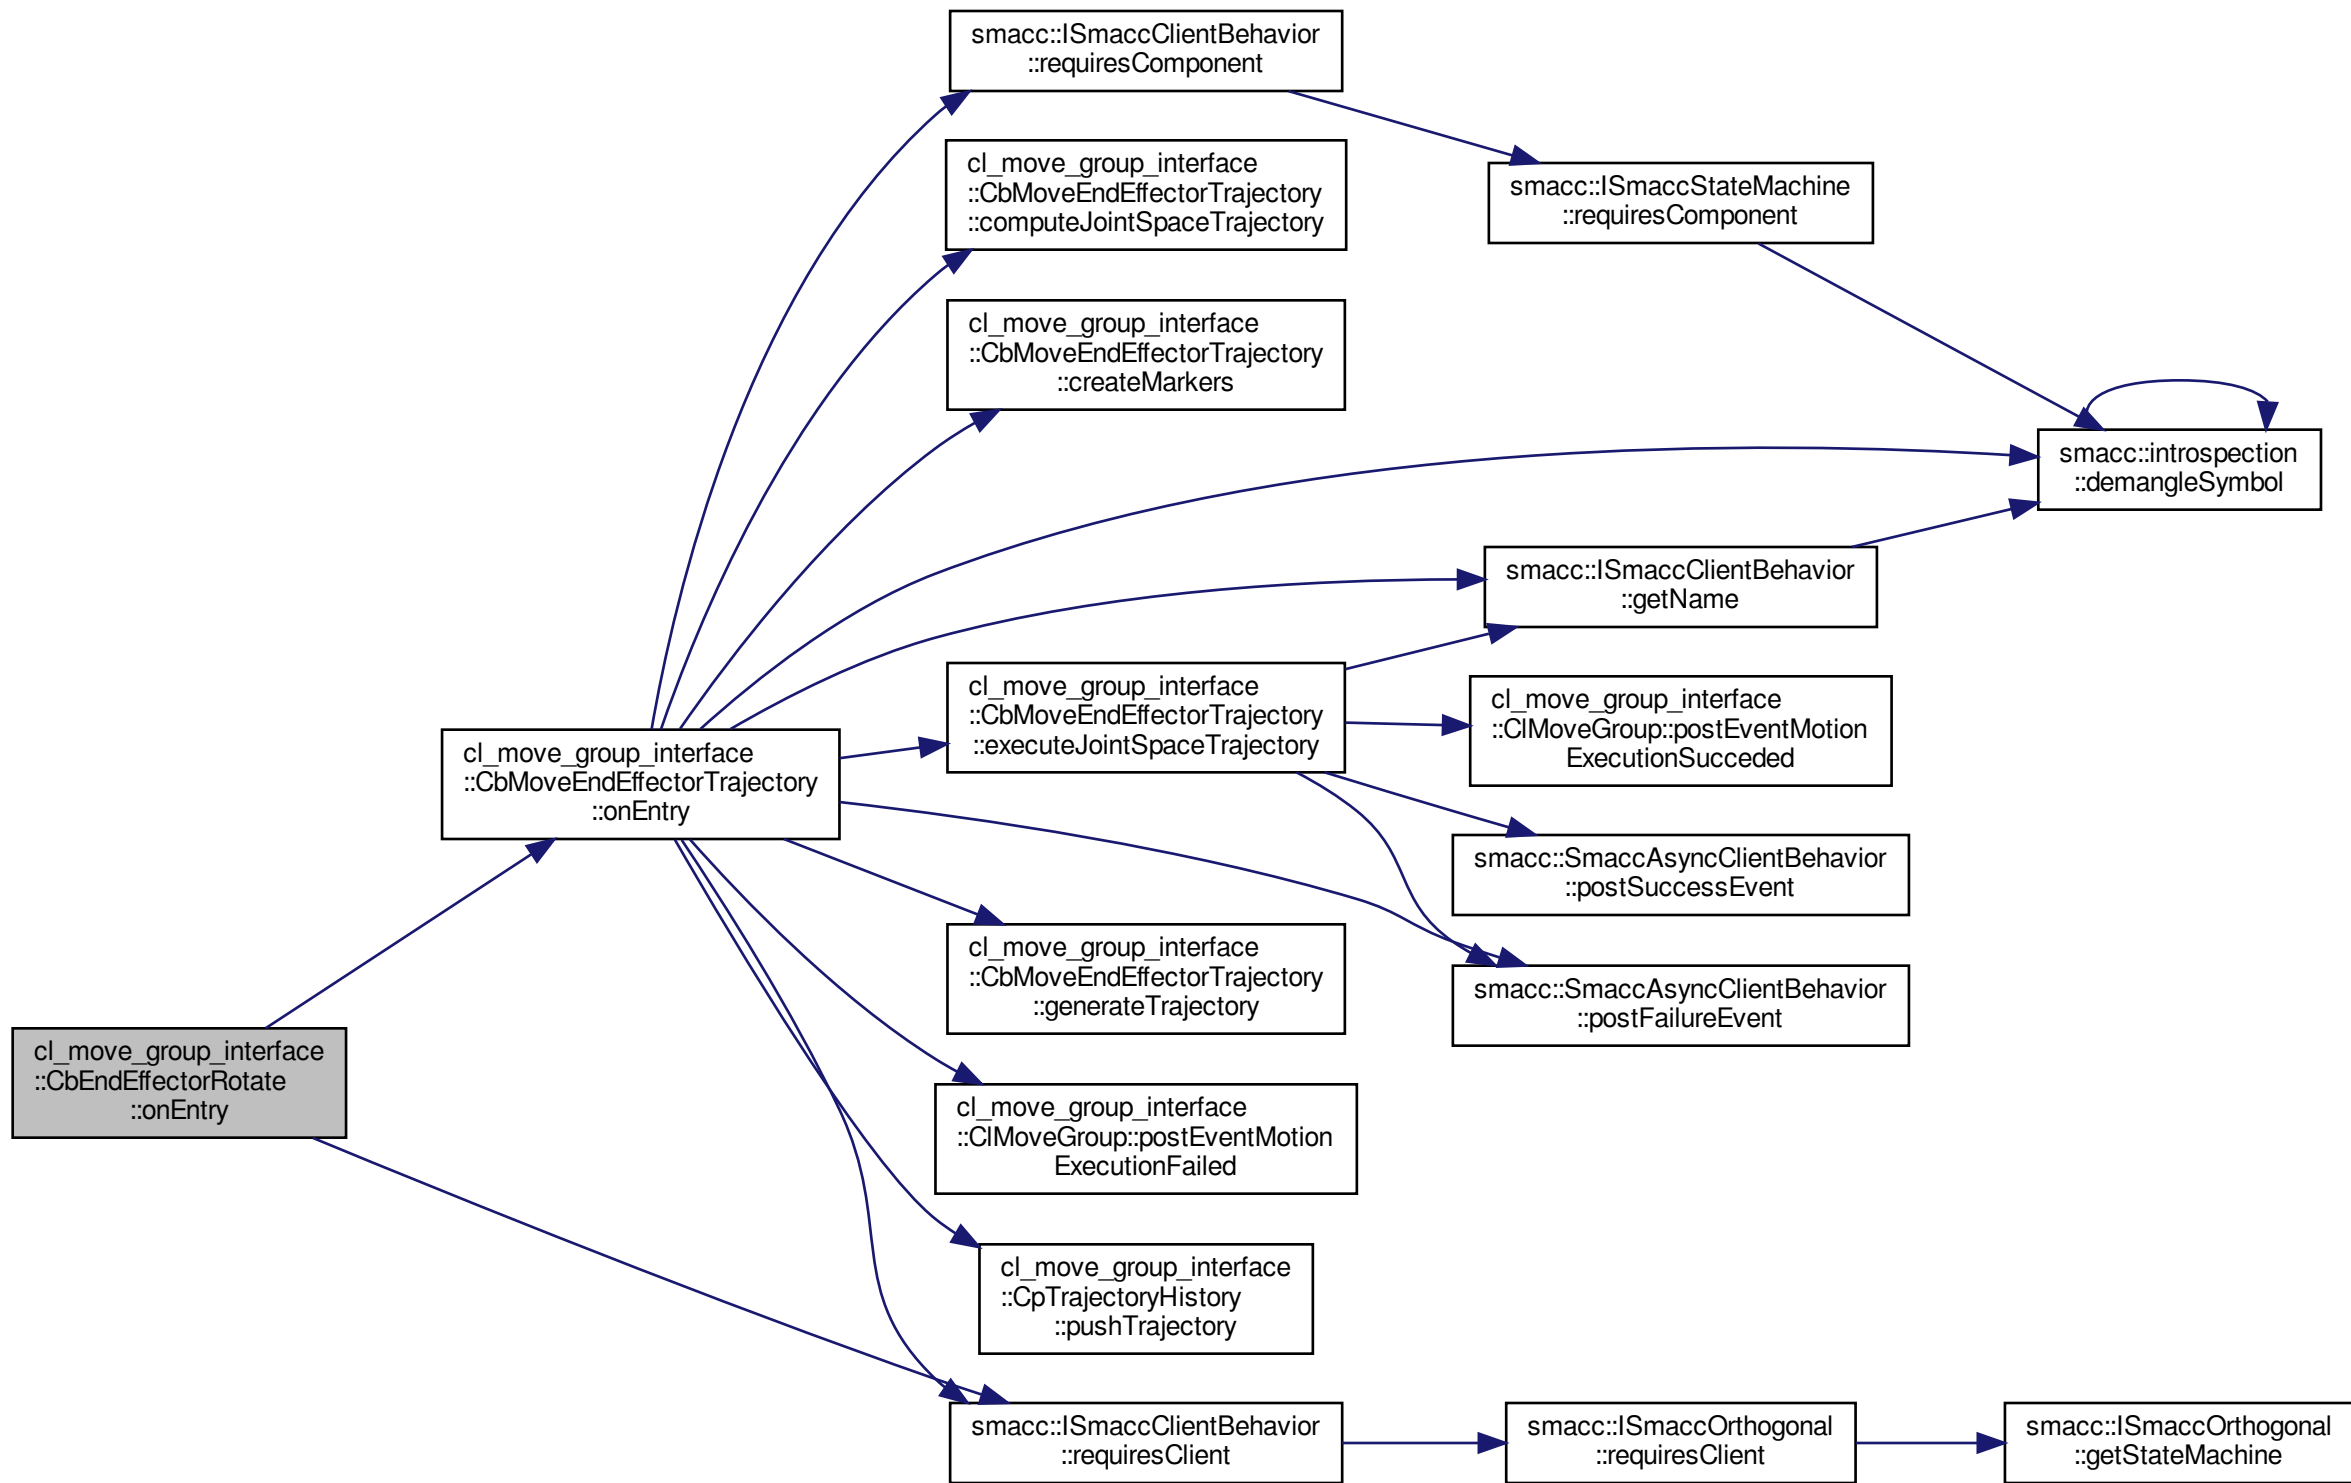 smacc::ISmaccClientBehavior
::requiresComponent
cl_move_group_interface
::CbMoveEndEffectorTrajectory
::computeJointSpaceTrajectory
smacc::ISmaccStateMachine
::requiresComponent
cl_move_group_interface
::CbMoveEndEffectorTrajectory
::createMarkers
smacc::introspection
::demangleSymbol
smacc::ISmaccClientBehavior
::getName
cl_move_group_interface
::CbMoveEndEffectorTrajectory
::executeJointSpaceTrajectory
cl_move_group_interface
::ClMoveGroup::postEventMotion
ExecutionSucceded
cl_move_group_interface
::CbMoveEndEffectorTrajectory
::onEntry
smacc::SmaccAsyncClientBehavior
::postSuccessEvent
cl_move_group_interface
::CbMoveEndEffectorTrajectory
::generateTrajectory
smacc::SmaccAsyncClientBehavior
::postFailureEvent
cl_move_group_interface
::CbEndEffectorRotate
::onEntry
cl_move_group_interface
::ClMoveGroup::postEventMotion
ExecutionFailed
cl_move_group_interface
::CpTrajectoryHistory
::pushTrajectory
smacc::ISmaccClientBehavior
::requiresClient
smacc::ISmaccOrthogonal
::requiresClient
smacc::ISmaccOrthogonal
::getStateMachine